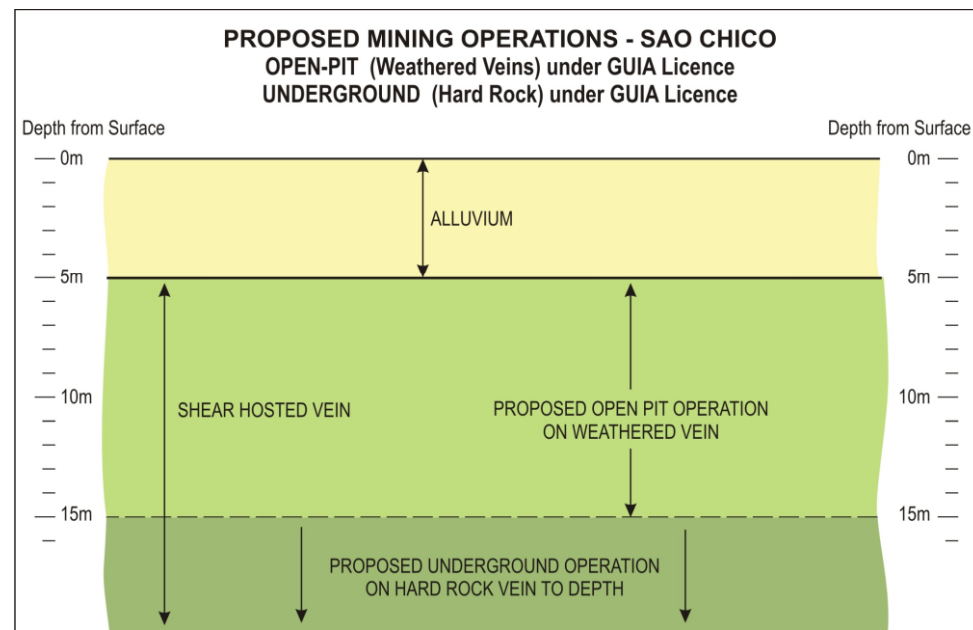 PROPOSED MINING OPERATIONS - SAO CHICO
OPEN-PIT (Weathered Veins) under GUIA Licence
UNDERGROUND (Hard Rock) under GUIA Licence
Depth from Surface
Depth from Surface
0m
0m
ALLUVIUM
5m
5m
10m
10m
SHEAR HOSTED VEIN
PROPOSED OPEN PIT OPERATION
ON WEATHERED VEIN
15m
15m
PROPOSED UNDERGROUND OPERATION
ON HARD ROCK VEIN TO DEPTH